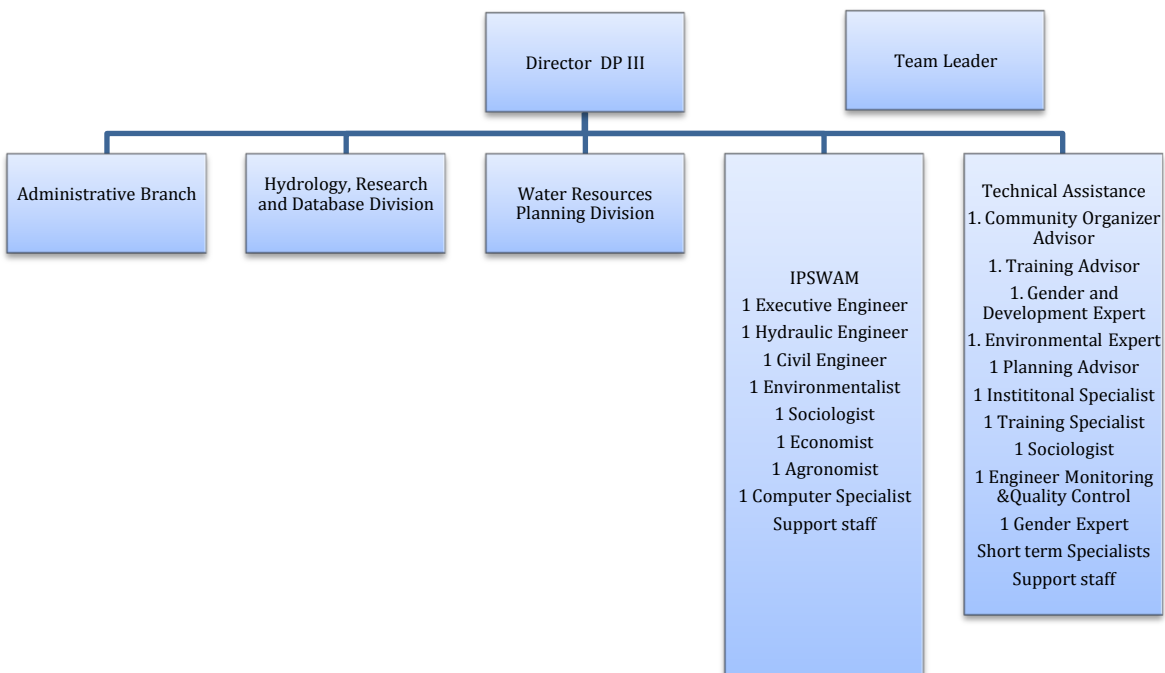 Director DP III
Team Leader
Administrative Branch
Hydrology, Research
and Database Division
Water Resources
Planning Division
IPSWAM
1 Executive Engineer
1 Hydraulic Engineer
1 Civil Engineer
1 Environmentalist
1 Sociologist
1 Economist
1 Agronomist
1 Computer Specialist
Support staff
Technical Assistance
1. Community Organizer
Advisor
1. Training Advisor
1. Gender and
Development Expert
1. Environmental Expert
1 Planning Advisor
1 Instititonal Specialist
1 Training Specialist
1 Sociologist
1 Engineer Monitoring
&Quality Control
1 Gender Expert
Short term Specialists
Support staff